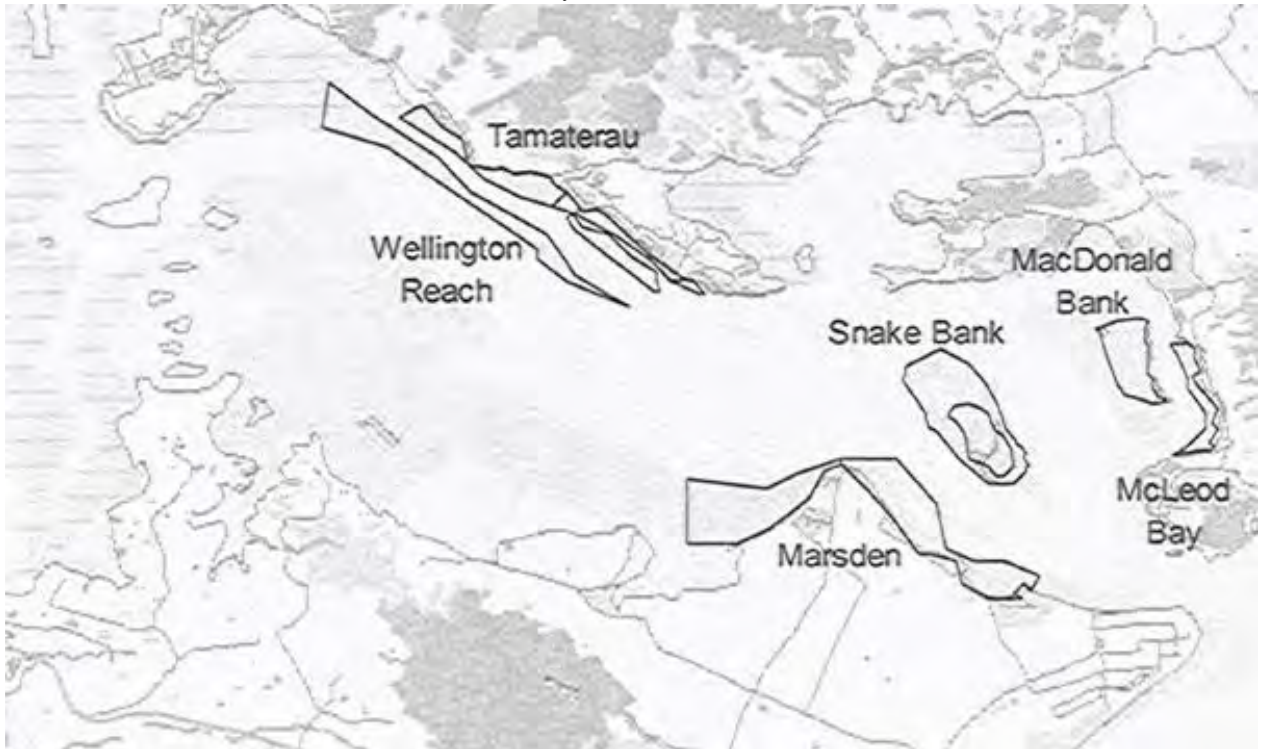 Tamaterau
Wellington
Reach
MacDonald
Bank
Snake Bank
McLeod
Bay
Marsden